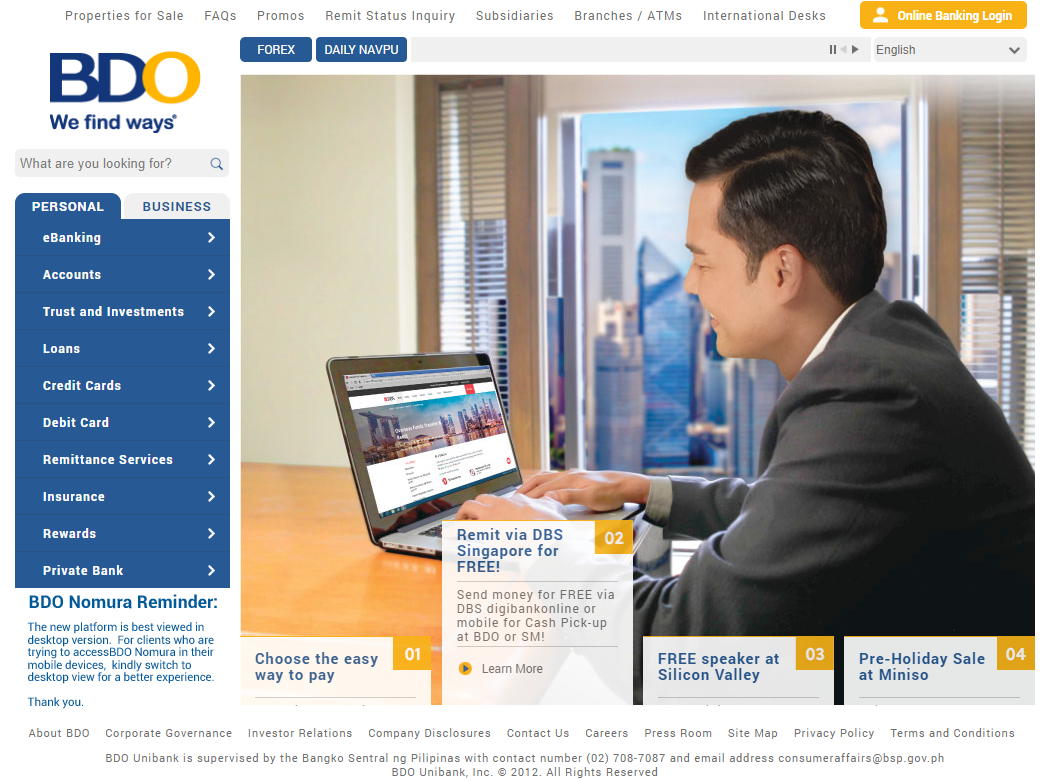 Properties for Sale FAQs Promos Remit Status Inquiry Subsidiaries Branches / ATMs International Desks Online Banking Login
FOREX DAILY NAVPU English
BDO
We find ways®
What are you looking for?
PERSONAL BUSINESS
eBanking
Accounts
Trust and Investments
Loans
Credit Cards
Debit Card
Remittance Services
Insurance
Rewards
Private Bank
BDO Nomura Reminder:
The new platform is best viewed in
desktop version. For clients who are
trying to accessBDO Nomura in their
mobile devices, kindly switch to
desktop view for a better experience.
Thank you.
Choose the easy
way to pay
01
Remit via DBS
Singapore for
FREE!
02
Send money for FREE via
DBS digibankonline or
mobile for Cash Pick-up
at BDO or SM!
Learn More
FREE speaker at
Silicon Valley
03
Pre-Holiday Sale
at Miniso
04
About BDO Corporate Governance Investor Relations Company Disclosures Contact Us Careers Press Room Site Map Privacy Policy Terms and Conditions
BDO Unibank is supervised by the Bangko Sentral ng Pilipinas with contact number (02) 708-7087 and email address consumeraffairs@bsp.gov.ph
BDO Unibank, Inc. © 2012. All Rights Reserved